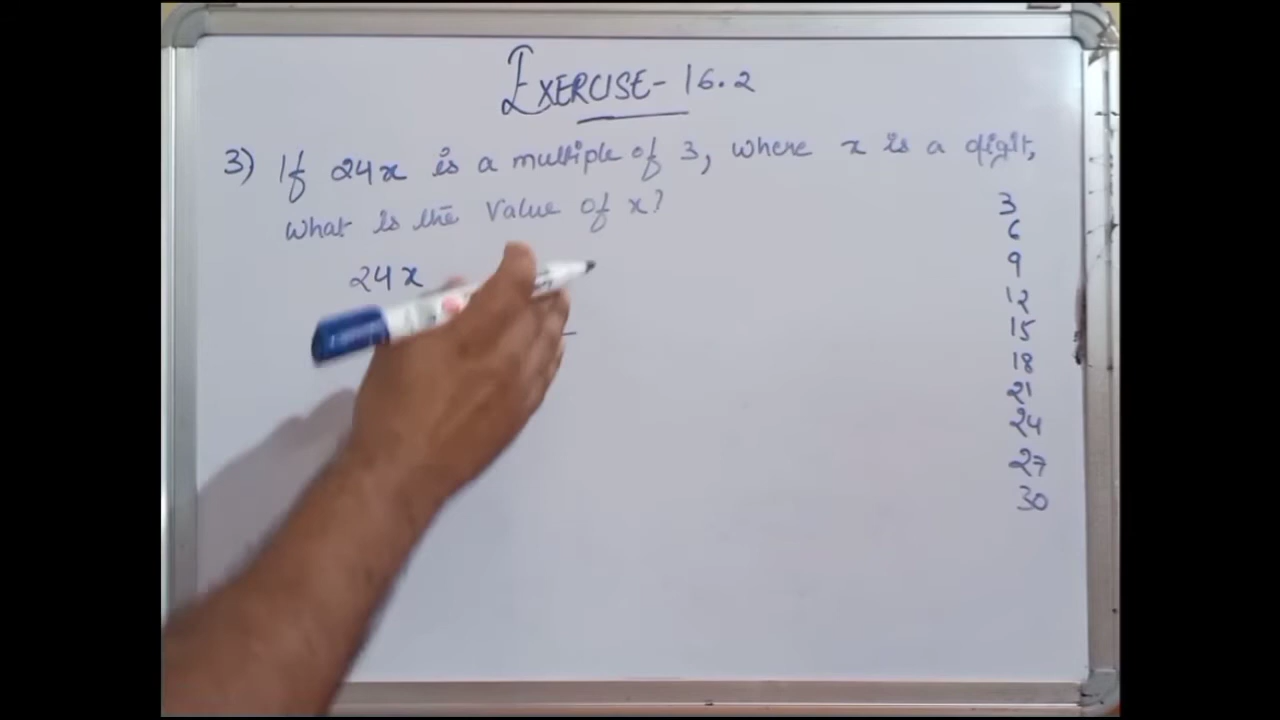 EXERCISE-16.2
3) If 24x is a multiple of 3, where x is a digit,
what is the value of x?
24x
3
6
9
12
15
18
21
24
27
30